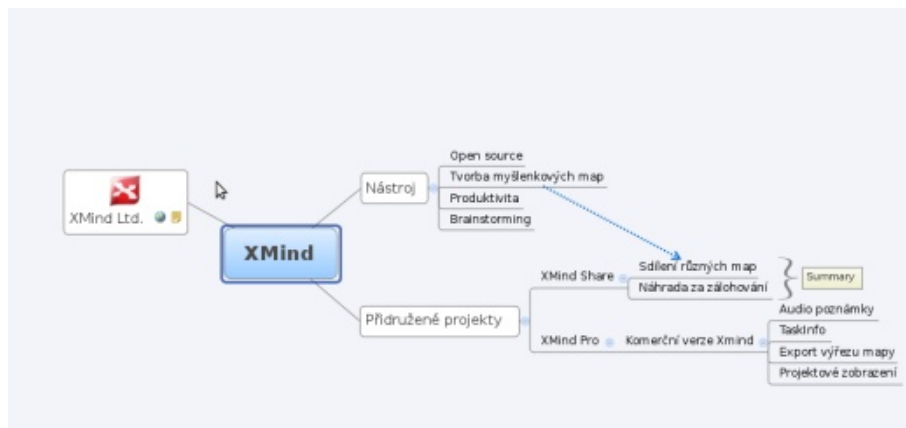 XMind Ltd.
XMind
Nástroj
Open source
Tvorba myšlenkových map
Produktivita
Brainstorming
Přidružené projekty
XMind Share
Sdílení různých map
Náhrada za zálohování
Summary
XMind Pro
Komerční verze Xmind
Audio poznámky
TaskInfo
Export výřezu mapy
Projektové zobrazení